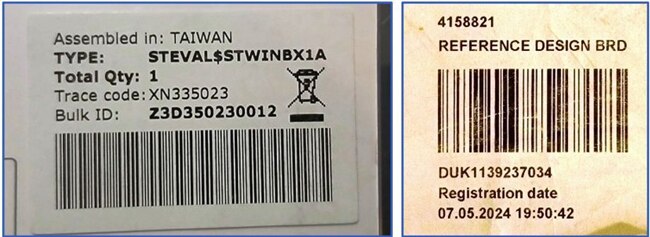 Assembled in: TAIWAN
TYPE: STEVAL$STWINBX1A
Total Qty: 1
Trace code: XN335023
Bulk ID: Z3D350230012
4158821
REFERENCE DESIGN BRD
DUK1139237034
Registration date
07.05.2024 19:50:42